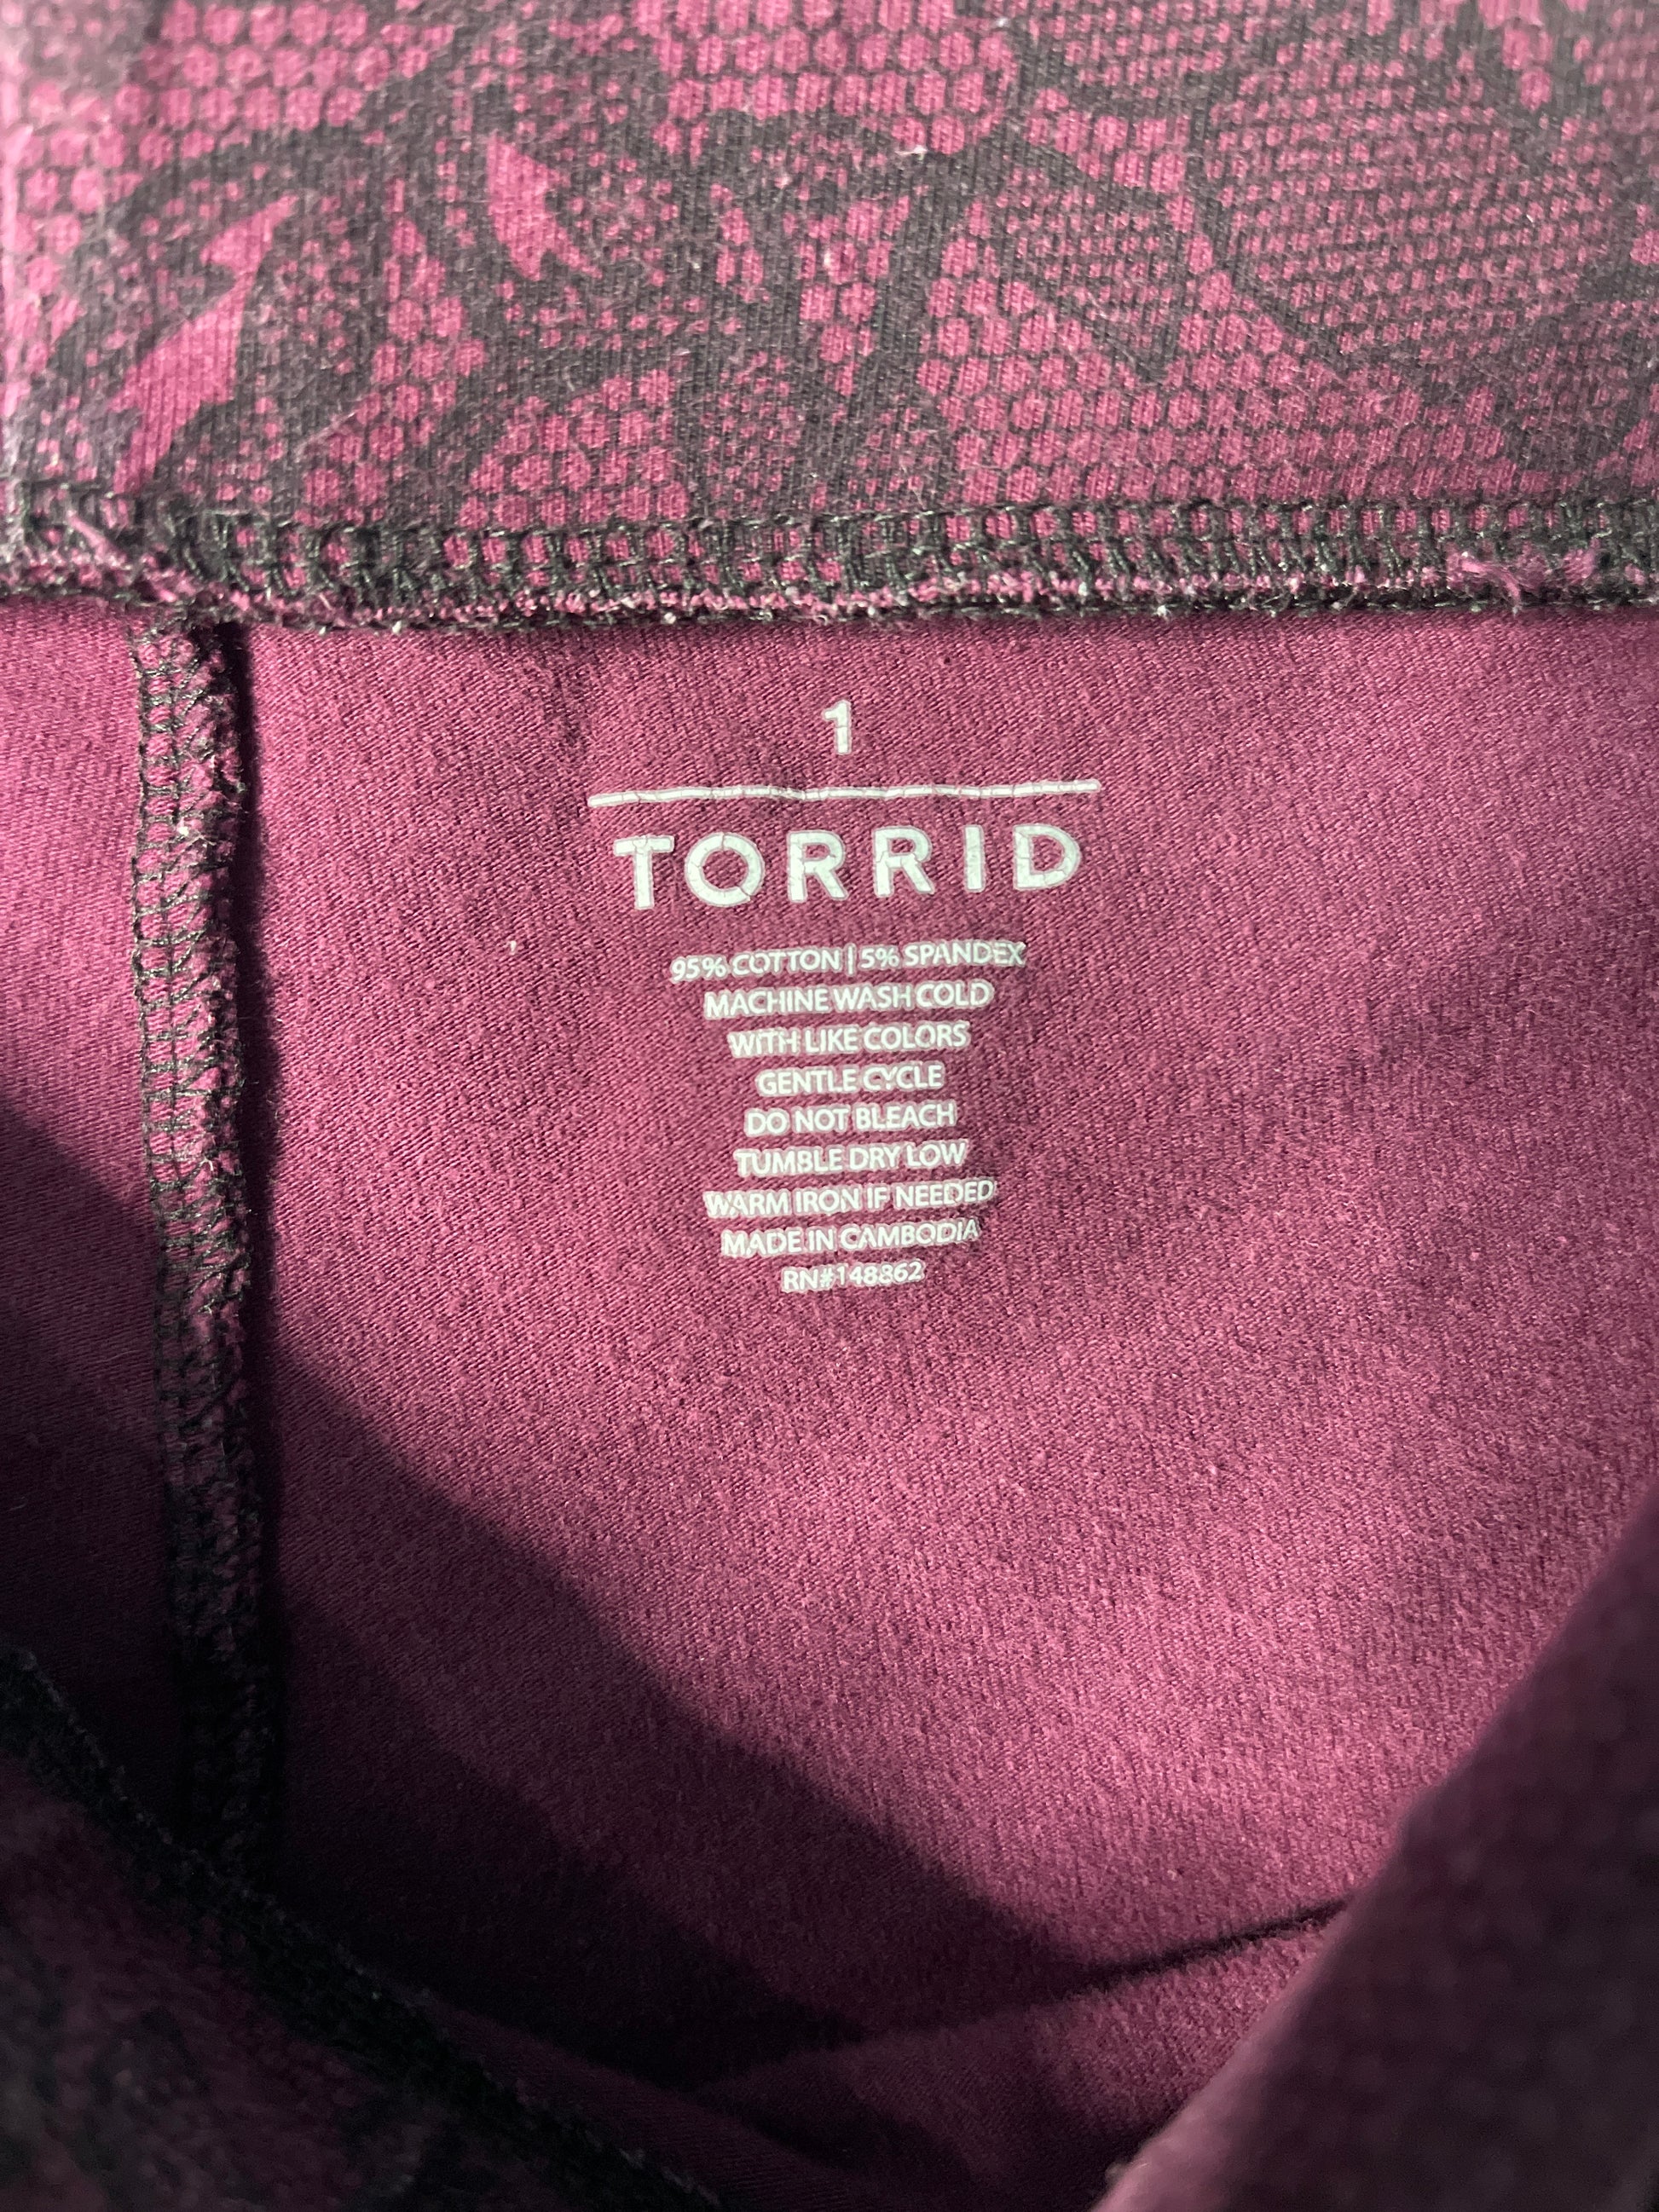 1
TORRID
95% COTTON | 5% SPANDEX
MACHINE WASH COLD
WITH LIKE COLORS
GENTLE CYCLE
DO NOT BLEACH
TUMBLE DRY LOW
WARM IRON IF NEEDED
MADE IN CAMBODIA
RN#148862